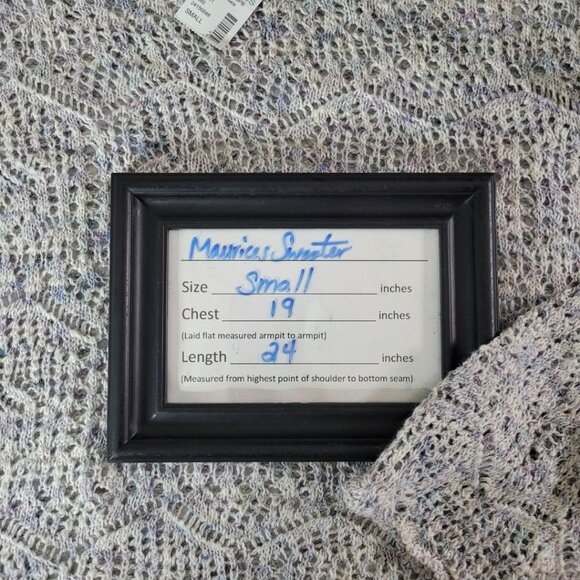 SMALL
Maurices Sweater
Size Small inches
Chest 19 inches
(Laid flat measured armpit to armpit)
Length 24 inches
(Measured from highest point of shoulder to bottom seam)